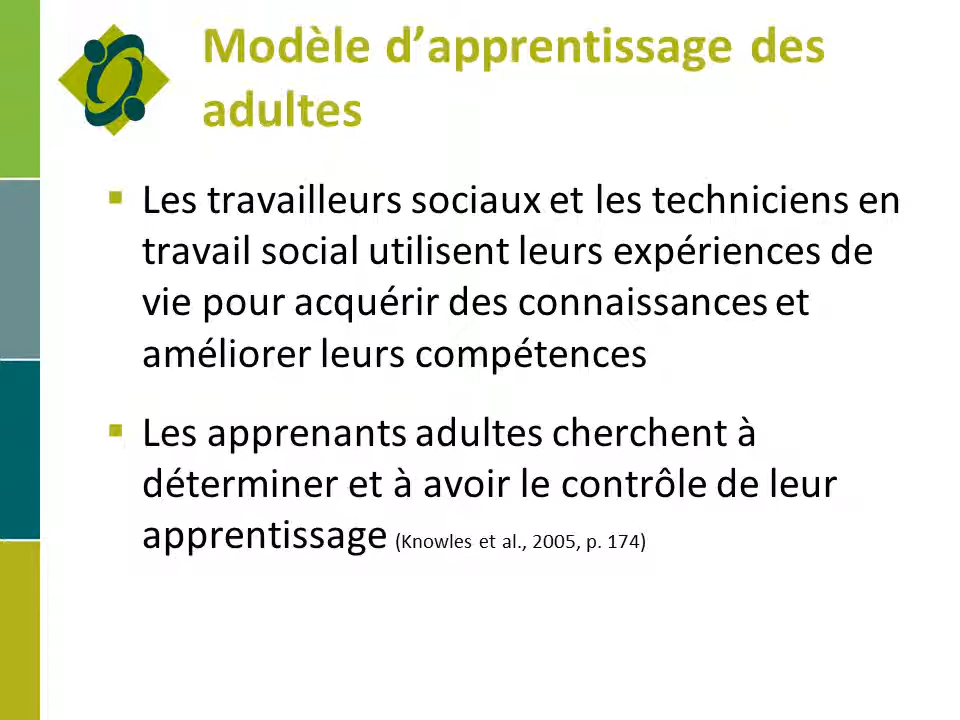 Modèle d’apprentissage des
adultes
Les travailleurs sociaux et les techniciens en
travail social utilisent leurs expériences de
vie pour acquérir des connaissances et
améliorer leurs compétences
Les apprenants adultes cherchent à
déterminer et à avoir le contrôle de leur
apprentissage (Knowles et al., 2005, p. 174)